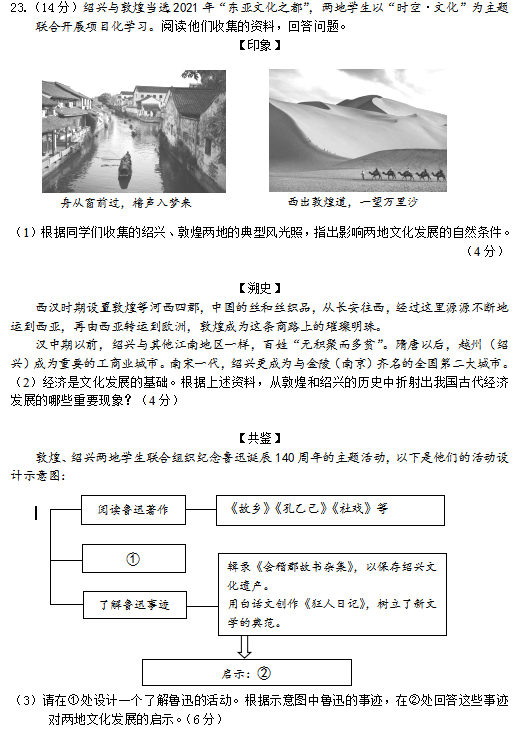 23.（14分）绍兴与敦煌当选2021年“东亚文化之都”，两地学生以“时空·文化”为主题
联合开展项目化学习。阅读他们收集的资料，回答问题。
【印象】
舟从窗前过，橹声入梦来
西出敦煌道，一望万里沙
(1）根据同学们收集的绍兴、敦煌两地的典型风光照，指出影响两地文化发展的自然条件。
（4分）
【溯史】
西汉时期设置敦煌等河西四郡，中国的丝和丝织品，从长安往西，经过这里源源不断地
运到西亚，再由西亚转运到欧洲，敦煌成为这条商路上的璀璨明珠。
汉中期以前，绍兴与其他江南地区一样，百姓“无积聚而多贫”。隋唐以后，越州（绍
兴）成为重要的工商业城市。南宋一代，绍兴更成为与金陵（南京）齐名的全国第二大城市。
(2）经济是文化发展的基础。根据上述资料，从敦煌和绍兴的历史中折射出我国古代经济
发展的哪些重要现象？（4分）
【共鉴】
敦煌、绍兴两地学生联合组织纪念鲁迅诞辰140周年的主题活动，以下是他们的活动设
计示意图：
阅读鲁迅著作
《故乡》《孔乙己》《社戏》等
①
了解鲁迅事迹
辑录《会稽郡故书杂集》，以保存绍兴文
化遗产。
用白话文创作《狂人日记》，树立了新文
学的典范。
启示：②
(3）请在①处设计一个了解鲁迅的活动。根据示意图中鲁迅的事迹，在②处回答这些事迹
对两地文化发展的启示。（6分）